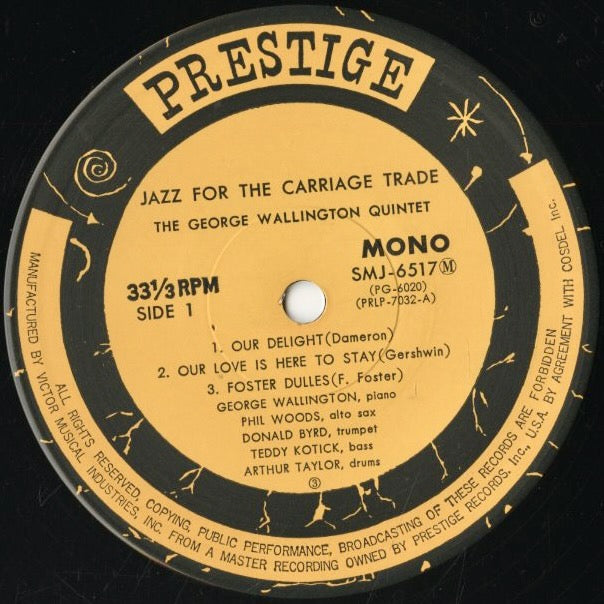 PRESTIGE
JAZZ FOR THE CARRIAGE TRADE
THE GEORGE WALLINGTON QUINTET
MONO
33⅓ RPM
SMJ-6517 Ⓜ
SIDE 1
(PG-6020)
(PRLP-7032-A)
1. OUR DELIGHT (Dameron)
2. OUR LOVE IS HERE TO STAY (Gershwin)
3. FOSTER DULLES (F. Foster)
GEORGE WALLINGTON, piano
PHIL WOODS, alto sax
DONALD BYRD, trumpet
TEDDY KOTICK, bass
ARTHUR TAYLOR, drums
③
ALL RIGHTS RESERVED, COPYING, PUBLIC PERFORMANCE, BROADCASTING OF THESE RECORDS ARE FORBIDDEN
MANUFACTURED BY VICTOR MUSICAL INDUSTRIES, INC. FROM A MASTER RECORDING OWNED BY PRESTIGE RECORDS, Inc., U.S.A. BY AGREEMENT WITH COSDEL Inc.